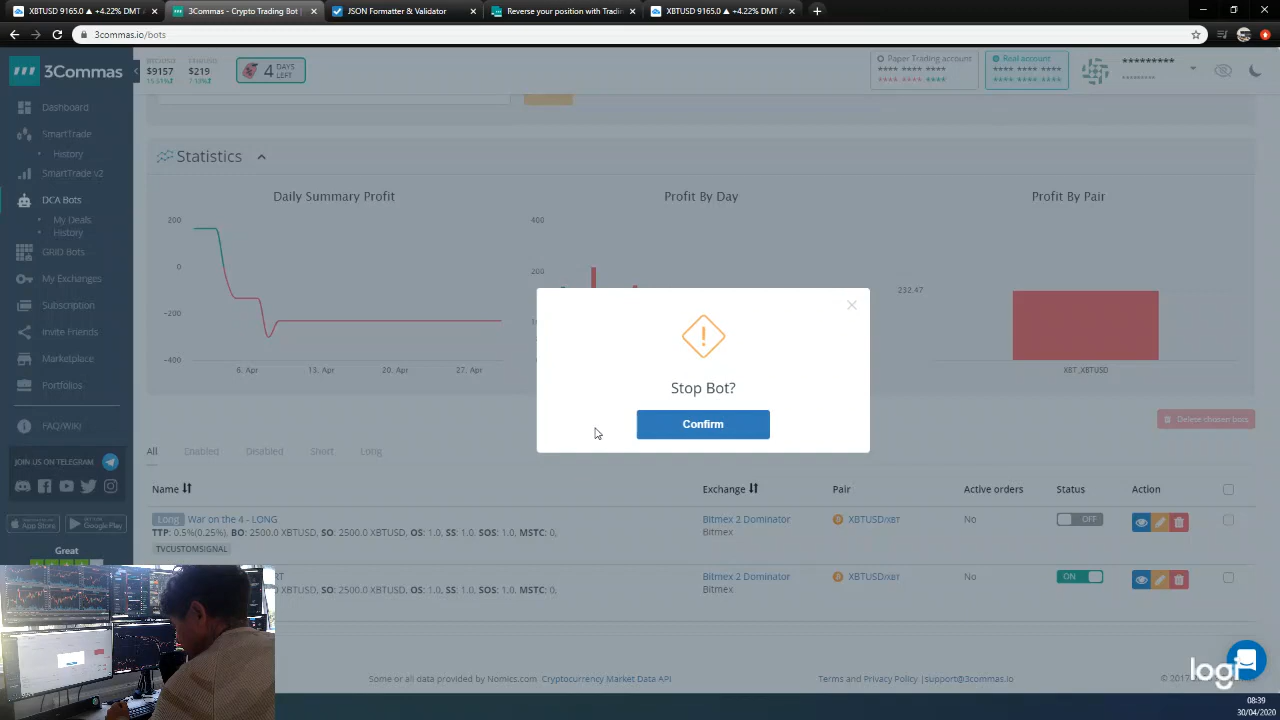 XBTUSD 9165.0 ▲+4.22% DMT /
3Commas - Crypto Trading Bot
JSON Formatter & Validator
Reverse your position with Tradin
XBTUSD 9165.0 ▲+4.22% DMT /
3commas.io/bots
3Commas
$9157
$219
4 DAYS LEFT
Paper Trading account
**** **** ****
**** **** ****
Real account
**** **** ****
**** **** ****
*********
*********
Dashboard
SmartTrade
History
SmartTrade v2
DCA Bots
My Deals
History
GRID Bots
My Exchanges
Subscription
Invite Friends
Marketplace
Portfolios
FAQ/WIKI
JOIN US ON TELEGRAM
App Store
Google Play
Great
Statistics
Daily Summary Profit
200
0
-200
-400
6. Apr
13. Apr
20. Apr
27. Apr
Profit By Day
400
200
Profit By Pair
232.47
XBT_XBTUSD
Stop Bot?
Confirm
Delete chosen bots
All
Enabled
Disabled
Short
Long
Name
Exchange
Pair
Active orders
Status
Action
Long War on the 4 - LONG
TTP: 0.5%(0.25%), BO: 2500.0 XBTUSD, SO: 2500.0 XBTUSD, OS: 1.0, SS: 1.0, SOS: 1.0, MSTC: 0,
TVCUSTOMSIGNAL
Bitmex 2 Dominator
Bitmex
XBTUSD/XBT
No
OFF
RT
XBTUSD, SO: 2500.0 XBTUSD, OS: 1.0, SS: 1.0, SOS: 1.0, MSTC: 0,
Bitmex 2 Dominator
Bitmex
XBTUSD/XBT
No
ON
Some or all data provided by Nomics.com Cryptocurrency Market Data API
Terms and Privacy Policy | support@3commas.io
© 2017
logi
08:39
30/04/2020